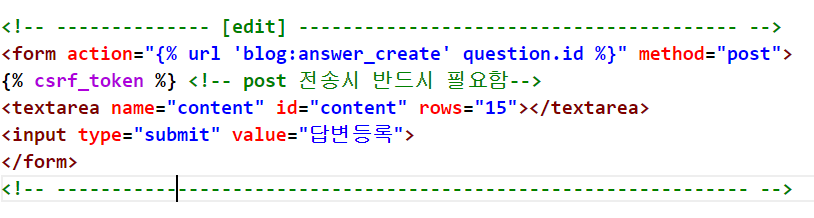 <!-- -------------- [edit] ---------------------------------------- -->
<form action="{% url 'blog:answer_create' question.id %}" method="post">
{% csrf_token %} <!-- post 전송시 반드시 필요함-->
<textarea name="content" id="content" rows="15"></textarea>
<input type="submit" value="답변등록">
</form>
<!-- --------------------------------------------------------------- -->